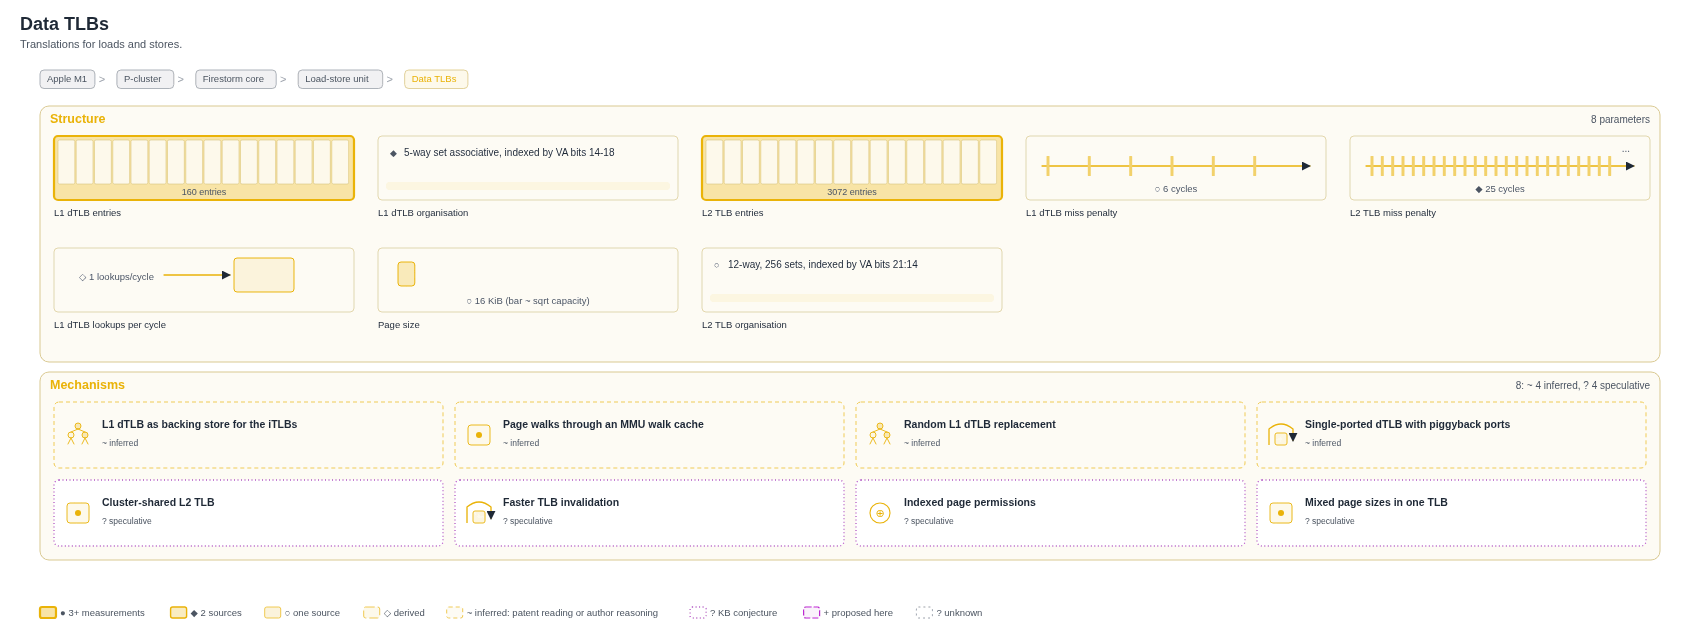 Data TLBs
Translations for loads and stores.
Apple M1 > P-cluster > Firestorm core > Load-store unit > Data TLBs
Structure
8 parameters
160 entries
L1 dTLB entries
◆ 5-way set associative, indexed by VA bits 14-18
L1 dTLB organisation
3072 entries
L2 TLB entries
○ 6 cycles
L1 dTLB miss penalty
...
◆ 25 cycles
L2 TLB miss penalty
◇ 1 lookups/cycle
L1 dTLB lookups per cycle
○ 16 KiB (bar ~ sqrt capacity)
Page size
○ 12-way, 256 sets, indexed by VA bits 21:14
L2 TLB organisation
Mechanisms
8: ~ 4 inferred, ? 4 speculative
L1 dTLB as backing store for the iTLBs
~ inferred
Page walks through an MMU walk cache
~ inferred
Random L1 dTLB replacement
~ inferred
Single-ported dTLB with piggyback ports
~ inferred
Cluster-shared L2 TLB
? speculative
Faster TLB invalidation
? speculative
Indexed page permissions
? speculative
Mixed page sizes in one TLB
? speculative
● 3+ measurements ◆ 2 sources ○ one source ◇ derived ~ inferred: patent reading or author reasoning ? KB conjecture + proposed here ? unknown